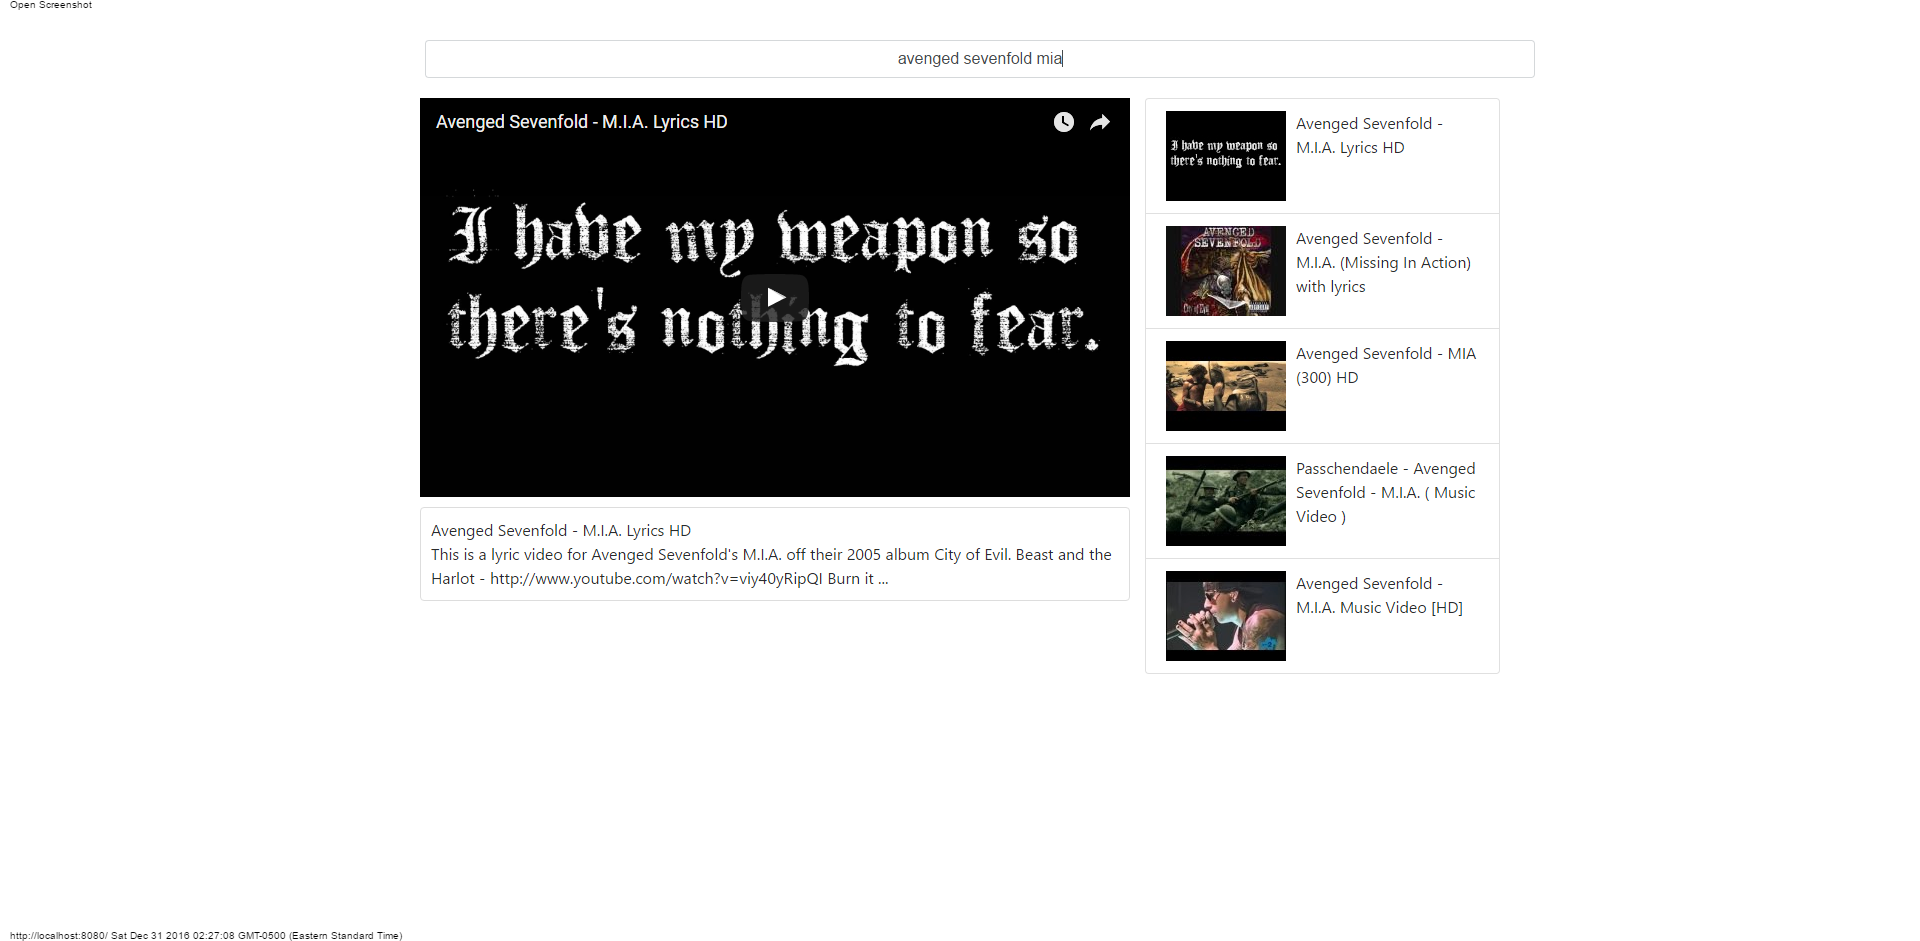 Open Screenshot
avenged sevenfold mia
Avenged Sevenfold - M.I.A. Lyrics HD
I have my weapon so
there's nothing to fear.
Avenged Sevenfold - M.I.A. Lyrics HD
This is a lyric video for Avenged Sevenfold's M.I.A. off their 2005 album City of Evil. Beast and the
Harlot - http://www.youtube.com/watch?v=viy40yRipQI Burn it ...
I have my weapon so
there's nothing to fear.
Avenged Sevenfold -
M.I.A. Lyrics HD
AVENGED
SEVENFOLD
City of Evil
Avenged Sevenfold -
M.I.A. (Missing In Action)
with lyrics
Avenged Sevenfold - MIA
(300) HD
Passchendaele - Avenged
Sevenfold - M.I.A. ( Music
Video )
Avenged Sevenfold -
M.I.A. Music Video [HD]
http://localhost:8080/ Sat Dec 31 2016 02:27:08 GMT-0500 (Eastern Standard Time)